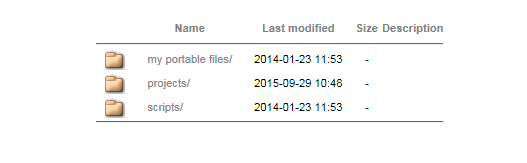 Name Last modified Size Description
my portable files/ 2014-01-23 11:53 -
projects/ 2015-09-29 10:48 -
scripts/ 2014-01-23 11:53 -